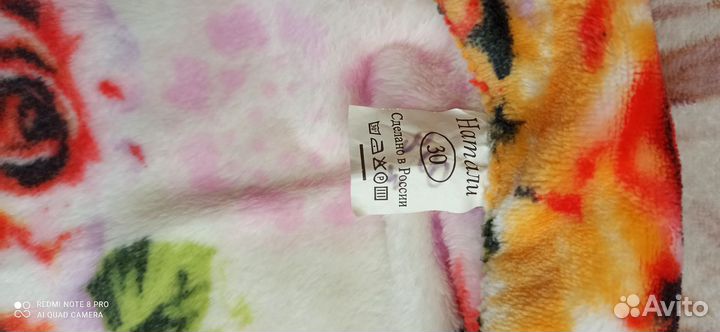 Натали
30
Сделано в России
REDMI NOTE 8 PRO
AI QUAD CAMERA
Avito